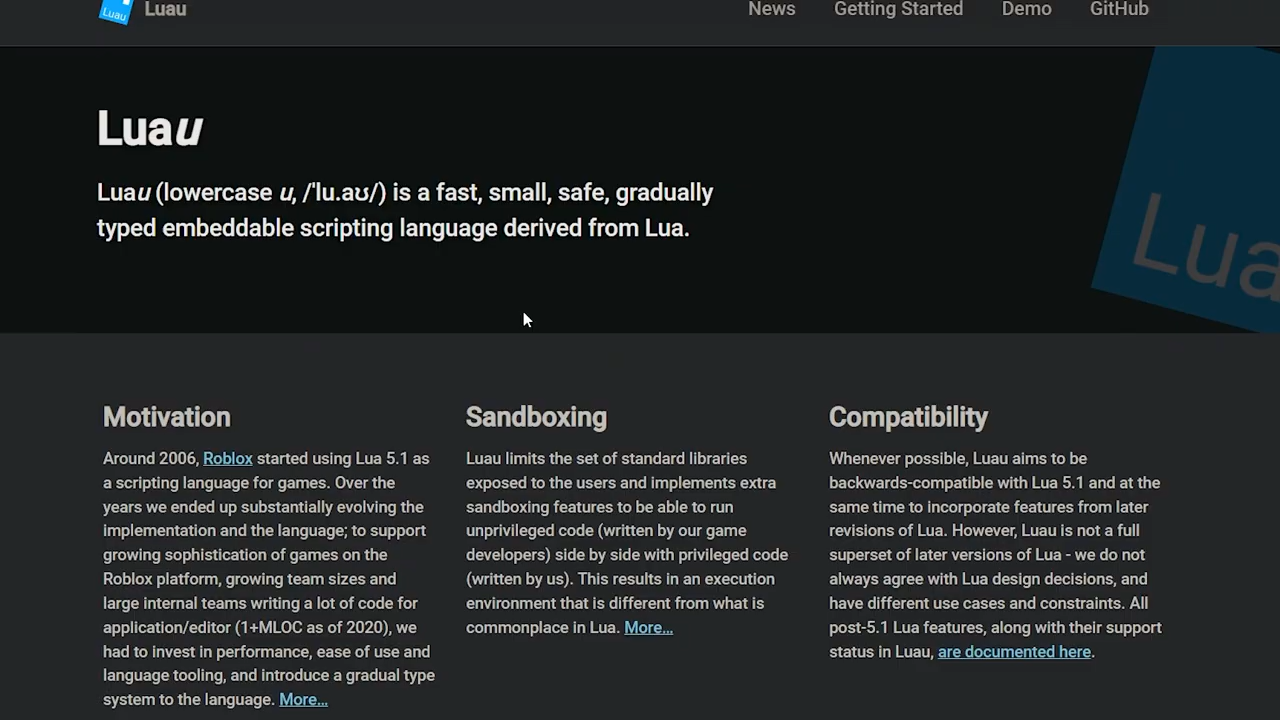 Luau
Luau
News
Getting Started
Demo
GitHub
Luau
Luau (lowercase u, /ˈlu.aʊ/) is a fast, small, safe, gradually
typed embeddable scripting language derived from Lua.
Lua
Motivation
Around 2006, Roblox started using Lua 5.1 as
a scripting language for games. Over the
years we ended up substantially evolving the
implementation and the language; to support
growing sophistication of games on the
Roblox platform, growing team sizes and
large internal teams writing a lot of code for
application/editor (1+MLOC as of 2020), we
had to invest in performance, ease of use and
language tooling, and introduce a gradual type
system to the language. More…
Sandboxing
Luau limits the set of standard libraries
exposed to the users and implements extra
sandboxing features to be able to run
unprivileged code (written by our game
developers) side by side with privileged code
(written by us). This results in an execution
environment that is different from what is
commonplace in Lua. More…
Compatibility
Whenever possible, Luau aims to be
backwards-compatible with Lua 5.1 and at the
same time to incorporate features from later
revisions of Lua. However, Luau is not a full
superset of later versions of Lua - we do not
always agree with Lua design decisions, and
have different use cases and constraints. All
post-5.1 Lua features, along with their support
status in Luau, are documented here.